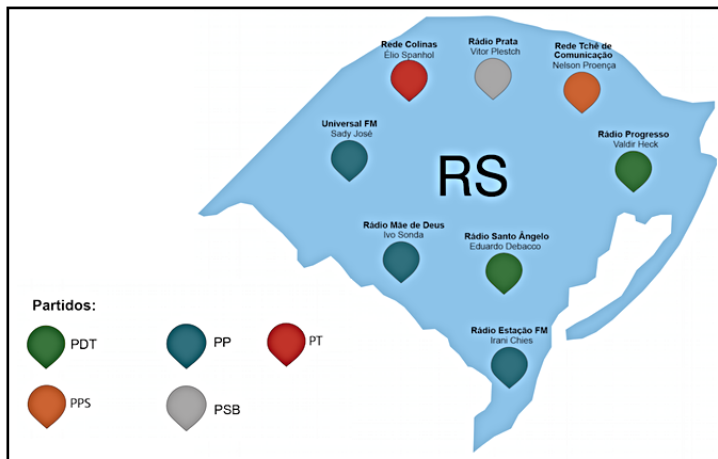 Rede Colinas
Élio Spanhol
Rádio Prata
Vitor Plestch
Rede Tchê de
Comunicação
Nelson Proença
Universal FM
Sady José
Rádio Progresso
Valdir Heck
RS
Rádio Mãe de Deus
Ivo Sonda
Rádio Santo Ângelo
Eduardo Debacco
Rádio Estação FM
Irani Chies
Partidos:
PDT
PP
PT
PPS
PSB